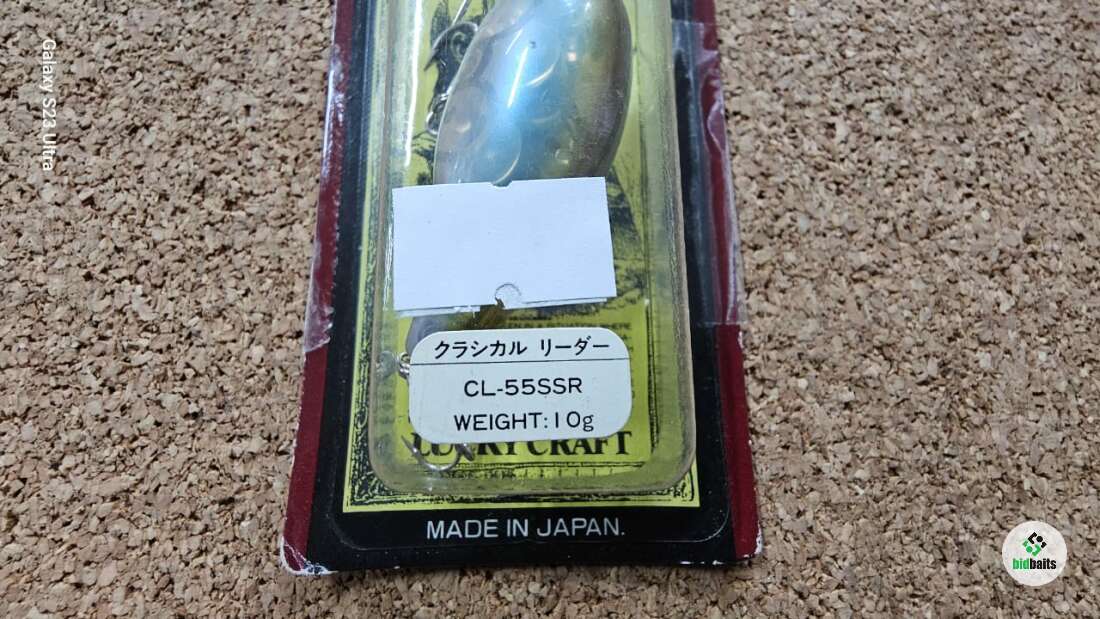 Galaxy S23 Ultra
クラシカル リーダー
CL-55SSR
WEIGHT:10g
LUCKY CRAFT
MADE IN JAPAN.
bidbaits